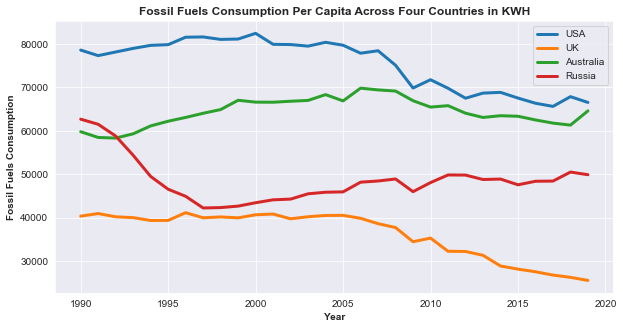 Fossil Fuels Consumption Per Capita Across Four Countries in KWH
USA
UK
Australia
Russia
80000
70000
60000
50000
40000
30000
Fossil Fuels Consumption
1990 1995 2000 2005 2010 2015 2020
Year